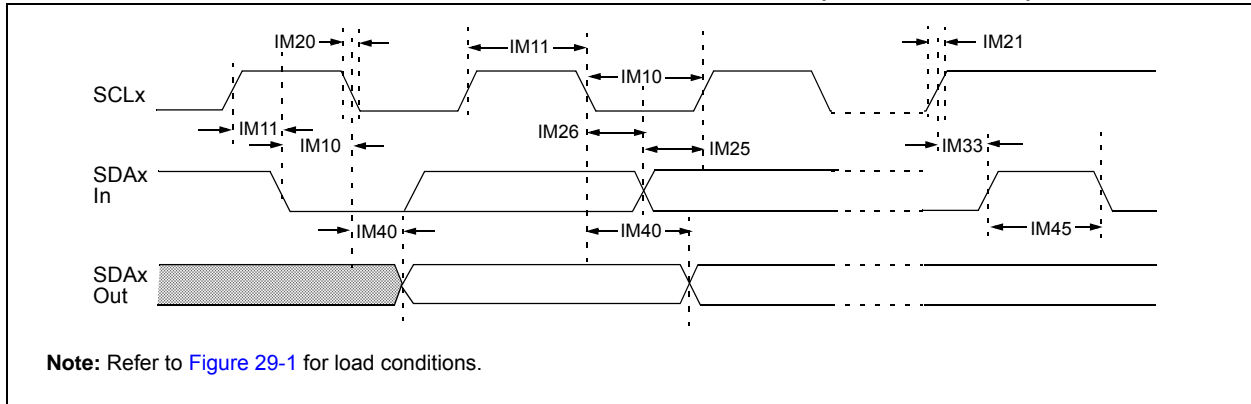 IM20
IM11
IM21
IM10
SCLx
IM11
IM26
IM10
IM25
IM33
SDAx
In
IM40
IM40
IM45
SDAx
Out
Note: Refer to Figure 29-1 for load conditions.